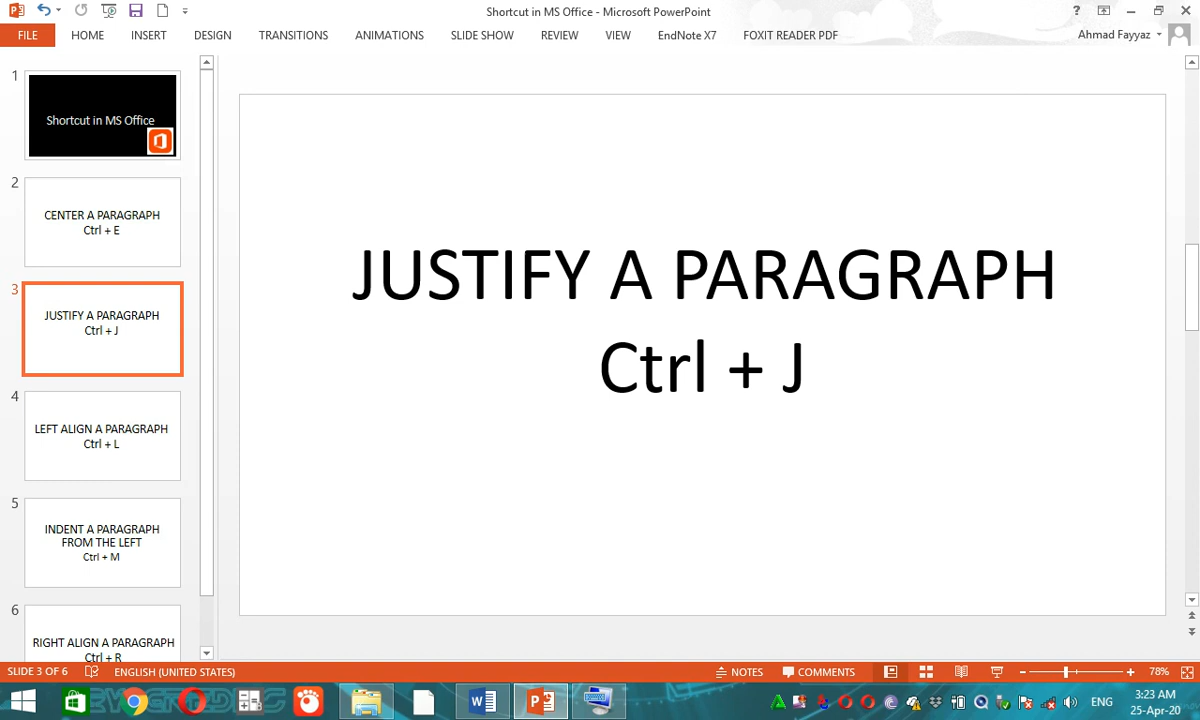 Shortcut in MS Office - Microsoft PowerPoint
?
FILE HOME INSERT DESIGN TRANSITIONS ANIMATIONS SLIDE SHOW REVIEW VIEW EndNote X7 FOXIT READER PDF
Ahmad Fayyaz
1
Shortcut in MS Office
2
CENTER A PARAGRAPH
Ctrl + E
3
JUSTIFY A PARAGRAPH
Ctrl + J
4
LEFT ALIGN A PARAGRAPH
Ctrl + L
5
INDENT A PARAGRAPH
FROM THE LEFT
Ctrl + M
6
RIGHT ALIGN A PARAGRAPH
Ctrl + R
JUSTIFY A PARAGRAPH
Ctrl + J
SLIDE 3 OF 6 ENGLISH (UNITED STATES) NOTES COMMENTS 78%
ENG
3:23 AM
25-Apr-20